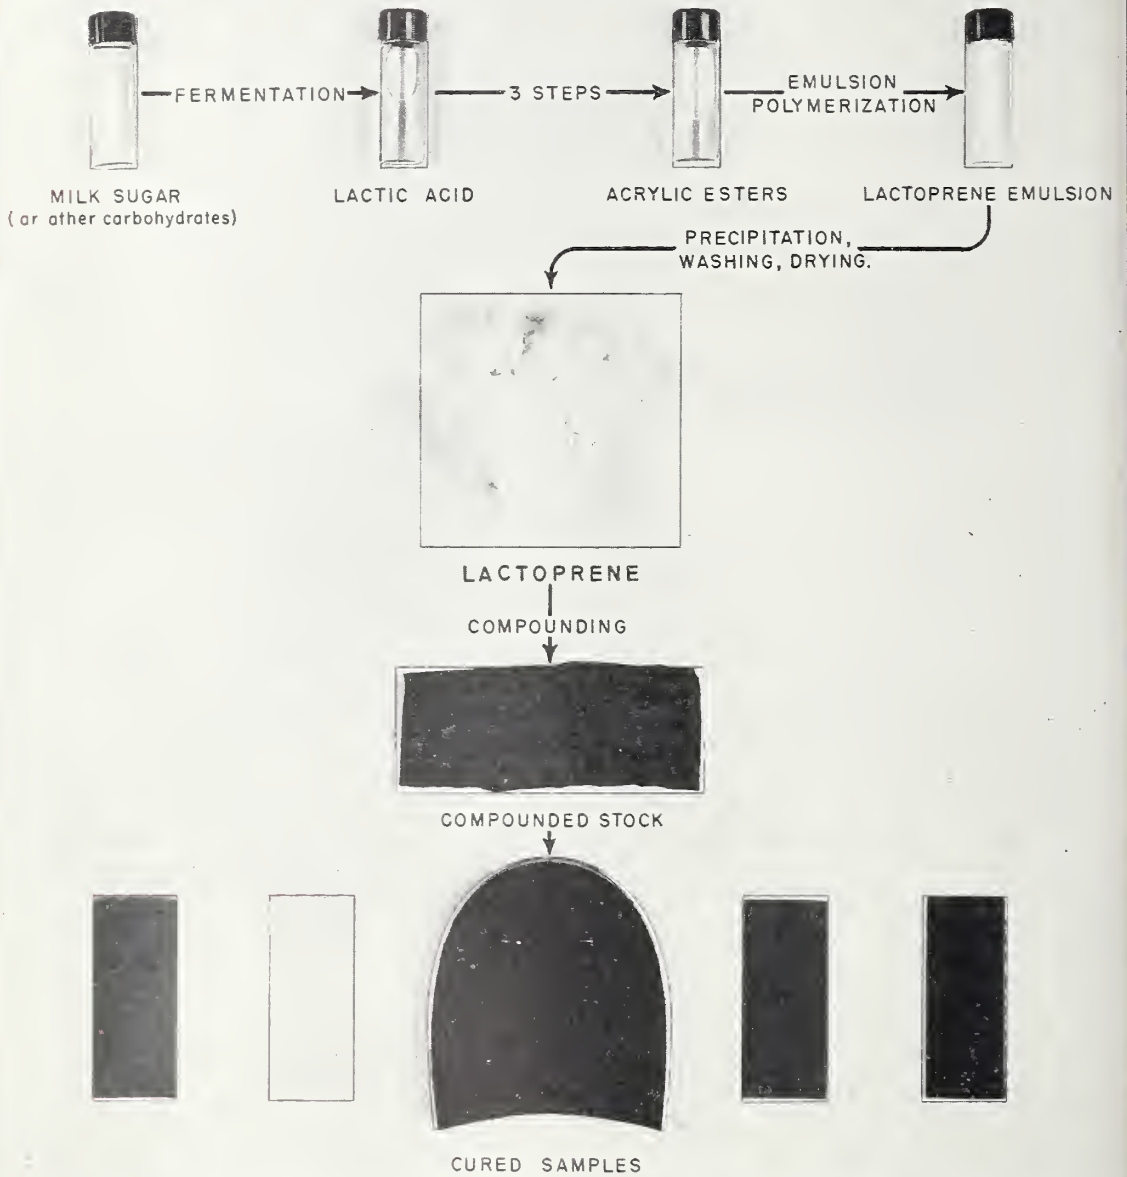 FERMENTATION
3 STEPS
EMULSION
POLYMERIZATION
MILK SUGAR
(or other carbohydrates)
LACTIC ACID
ACRYLIC ESTERS
LACTOPRENE EMULSION
PRECIPITATION,
WASHING, DRYING.
LACTOPRENE
COMPOUNDING
COMPOUNDED STOCK
CURED SAMPLES